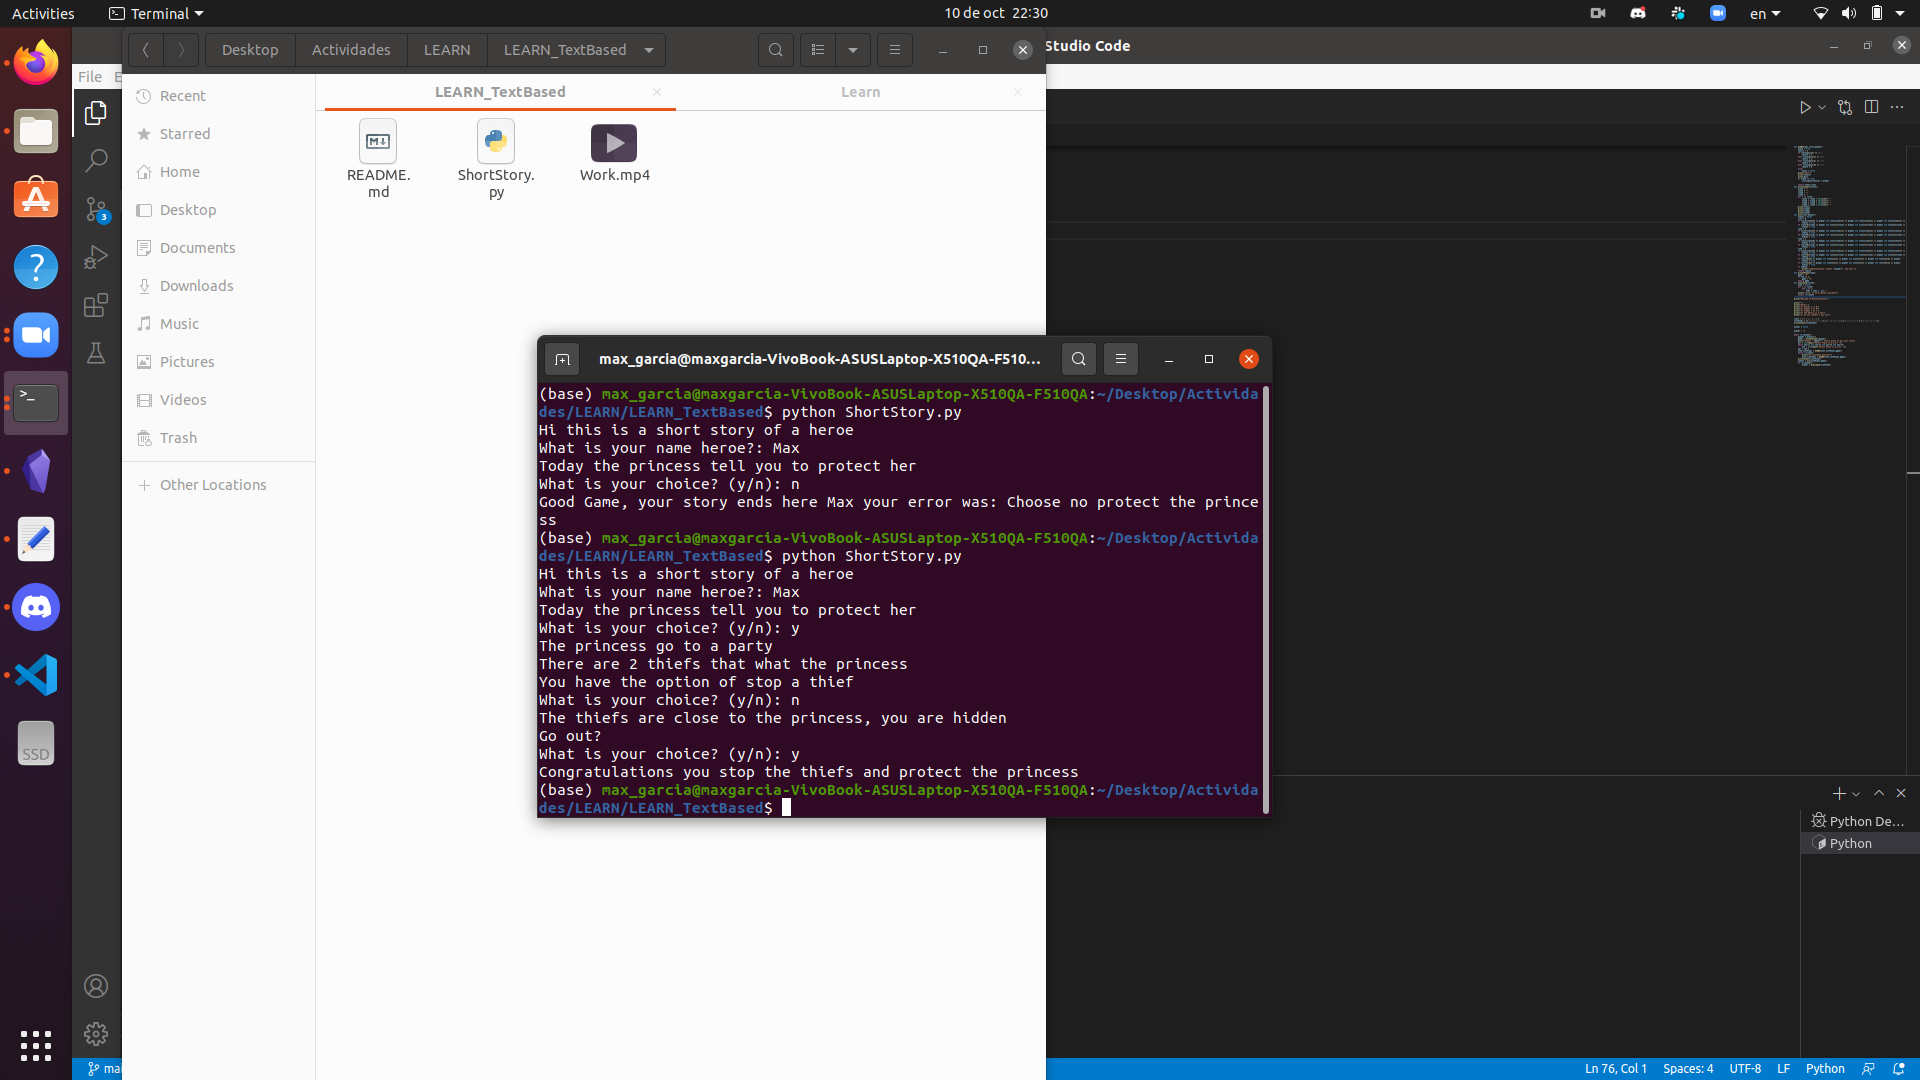 Activities
Terminal
10 de oct 22:30
en
Desktop
Actividades
LEARN
LEARN_TextBased
Studio Code
File
Recent
Starred
Home
Desktop
Documents
Downloads
Music
Pictures
Videos
Trash
Other Locations
LEARN_TextBased
Learn
README.
md
ShortStory.
py
Work.mp4
3
SSD
max_garcia@maxgarcia-VivoBook-ASUSLaptop-X510QA-F510...
(base) max_garcia@maxgarcia-VivoBook-ASUSLaptop-X510QA-F510QA:~/Desktop/Activida
des/LEARN/LEARN_TextBased$ python ShortStory.py
Hi this is a short story of a heroe
What is your name heroe?: Max
Today the princess tell you to protect her
What is your choice? (y/n): n
Good Game, your story ends here Max your error was: Choose no protect the prince
ss
(base) max_garcia@maxgarcia-VivoBook-ASUSLaptop-X510QA-F510QA:~/Desktop/Activida
des/LEARN/LEARN_TextBased$ python ShortStory.py
Hi this is a short story of a heroe
What is your name heroe?: Max
Today the princess tell you to protect her
What is your choice? (y/n): y
The princess go to a party
There are 2 thiefs that what the princess
You have the option of stop a thief
What is your choice? (y/n): n
The thiefs are close to the princess, you are hidden
Go out?
What is your choice? (y/n): y
Congratulations you stop the thiefs and protect the princess
(base) max_garcia@maxgarcia-VivoBook-ASUSLaptop-X510QA-F510QA:~/Desktop/Activida
des/LEARN/LEARN_TextBased$
Python De...
Python
Ln 76, Col 1
Spaces: 4
UTF-8
LF
Python